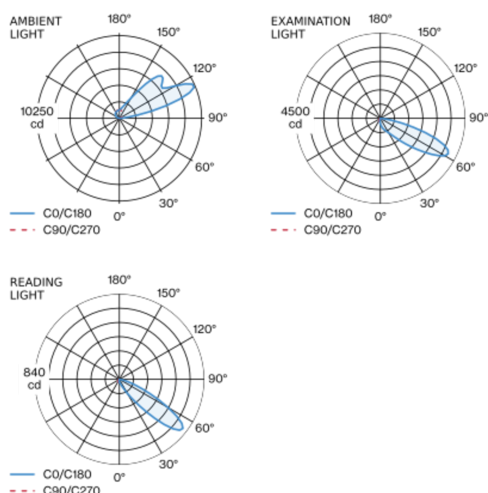 AMBIENT
LIGHT
180°
150°
120°
10250
cd
90°
60°
30°
0°
C0/C180
C90/C270
EXAMINATION
LIGHT
180°
150°
120°
4500
cd
90°
60°
30°
0°
C0/C180
C90/C270
READING
LIGHT
180°
150°
120°
840
cd
90°
60°
30°
0°
C0/C180
C90/C270